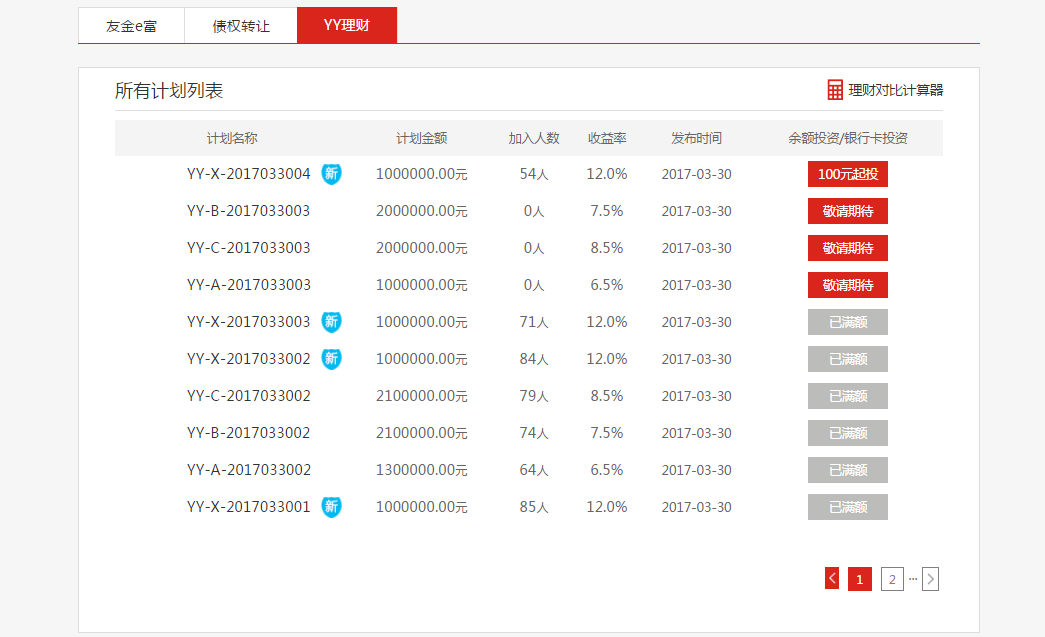 友金e富 债权转让 YY理财
所有计划列表 理财对比计算器
计划名称 计划金额 加入人数 收益率 发布时间 余额投资/银行卡投资
YY-X-2017033004 新 1000000.00元 54人 12.0% 2017-03-30 100元起投
YY-B-2017033003 2000000.00元 0人 7.5% 2017-03-30 敬请期待
YY-C-2017033003 2000000.00元 0人 8.5% 2017-03-30 敬请期待
YY-A-2017033003 1000000.00元 0人 6.5% 2017-03-30 敬请期待
YY-X-2017033003 新 1000000.00元 71人 12.0% 2017-03-30 已满额
YY-X-2017033002 新 1000000.00元 84人 12.0% 2017-03-30 已满额
YY-C-2017033002 2100000.00元 79人 8.5% 2017-03-30 已满额
YY-B-2017033002 2100000.00元 74人 7.5% 2017-03-30 已满额
YY-A-2017033002 1300000.00元 64人 6.5% 2017-03-30 已满额
YY-X-2017033001 新 1000000.00元 85人 12.0% 2017-03-30 已满额
< 1 2 ... >